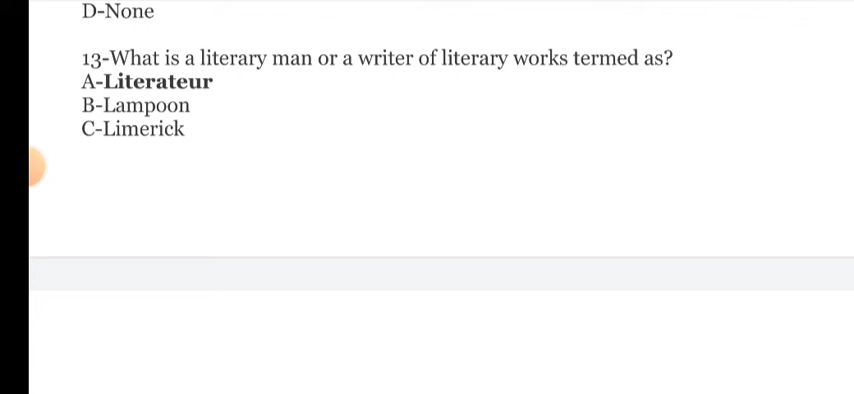 D-None
13-What is a literary man or a writer of literary works termed as?
A-Literateur
B-Lampoon
C-Limerick